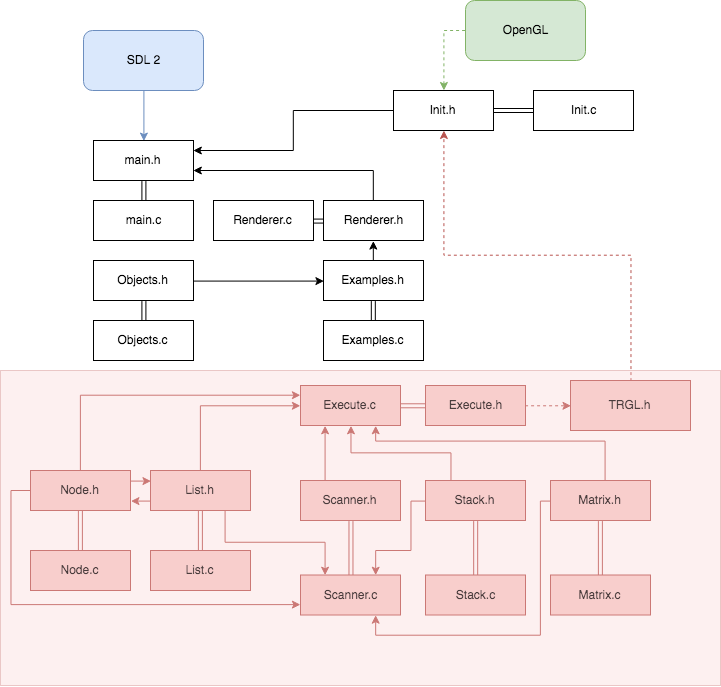 OpenGL
SDL 2
Init.h
Init.c
main.h
main.c
Renderer.c
Renderer.h
Objects.h
Examples.h
Objects.c
Examples.c
Execute.c
Execute.h
TRGL.h
Node.h
List.h
Scanner.h
Stack.h
Matrix.h
Node.c
List.c
Scanner.c
Stack.c
Matrix.c